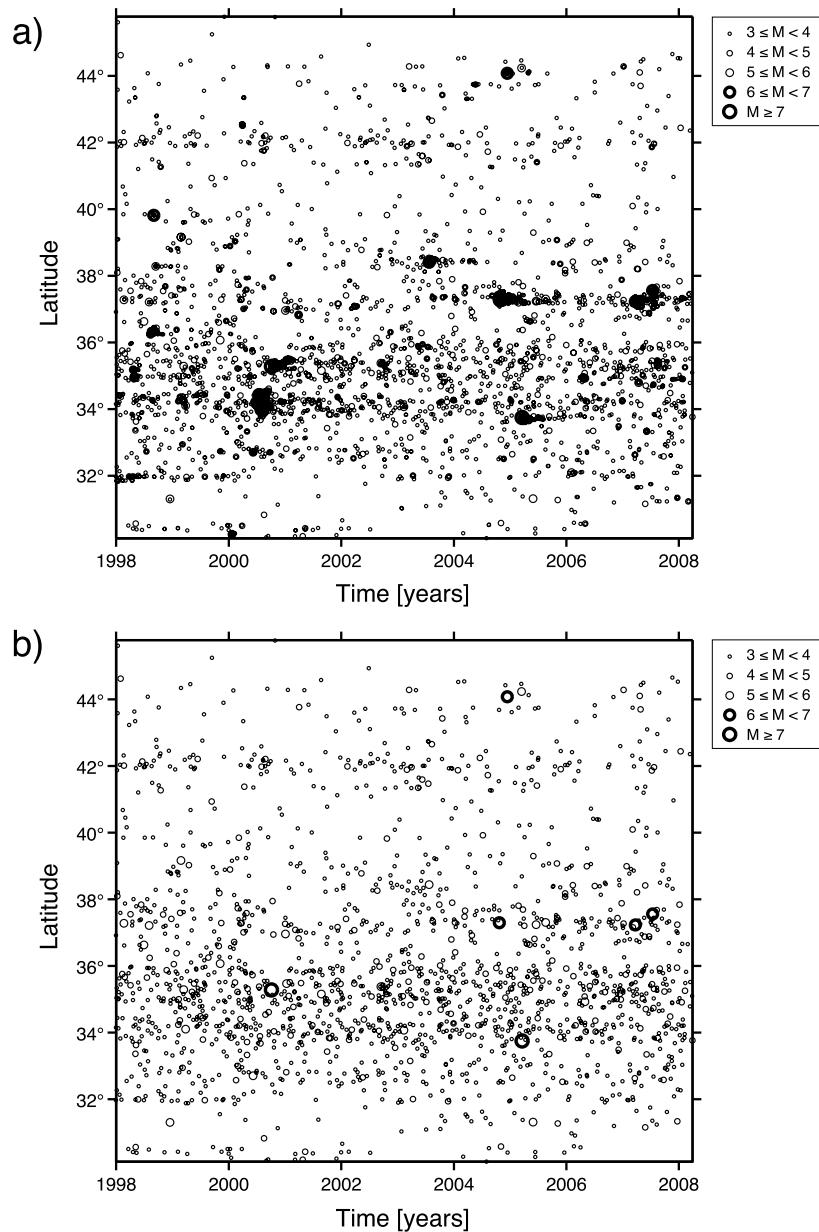 a)
44°
42°
40°
38°
36°
34°
32°
Latitude
1998 2000 2002 2004 2006 2008
Time [years]
3 ≤ M < 4
4 ≤ M < 5
5 ≤ M < 6
6 ≤ M < 7
M ≥ 7
b)
44°
42°
40°
38°
36°
34°
32°
Latitude
1998 2000 2002 2004 2006 2008
Time [years]
3 ≤ M < 4
4 ≤ M < 5
5 ≤ M < 6
6 ≤ M < 7
M ≥ 7